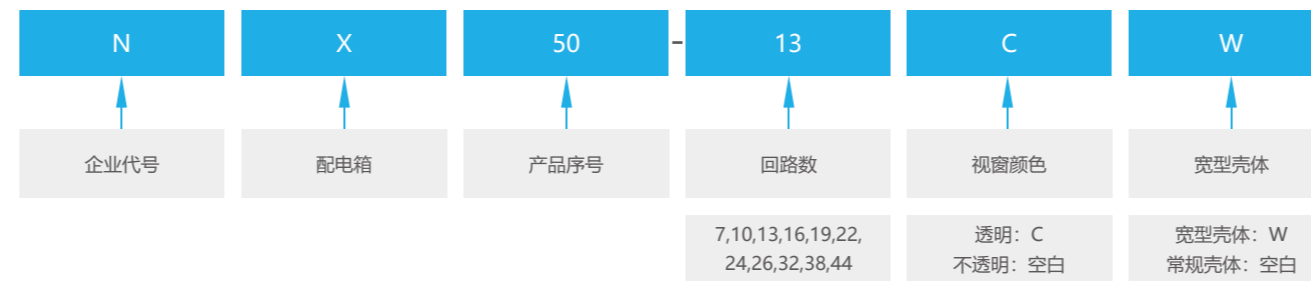 N X 50 - 13 C W
企业代号 配电箱 产品序号 回路数 视窗颜色 宽型壳体
7,10,13,16,19,22, 透明：C 宽型壳体：W
24,26,32,38,44 不透明：空白 常规壳体：空白